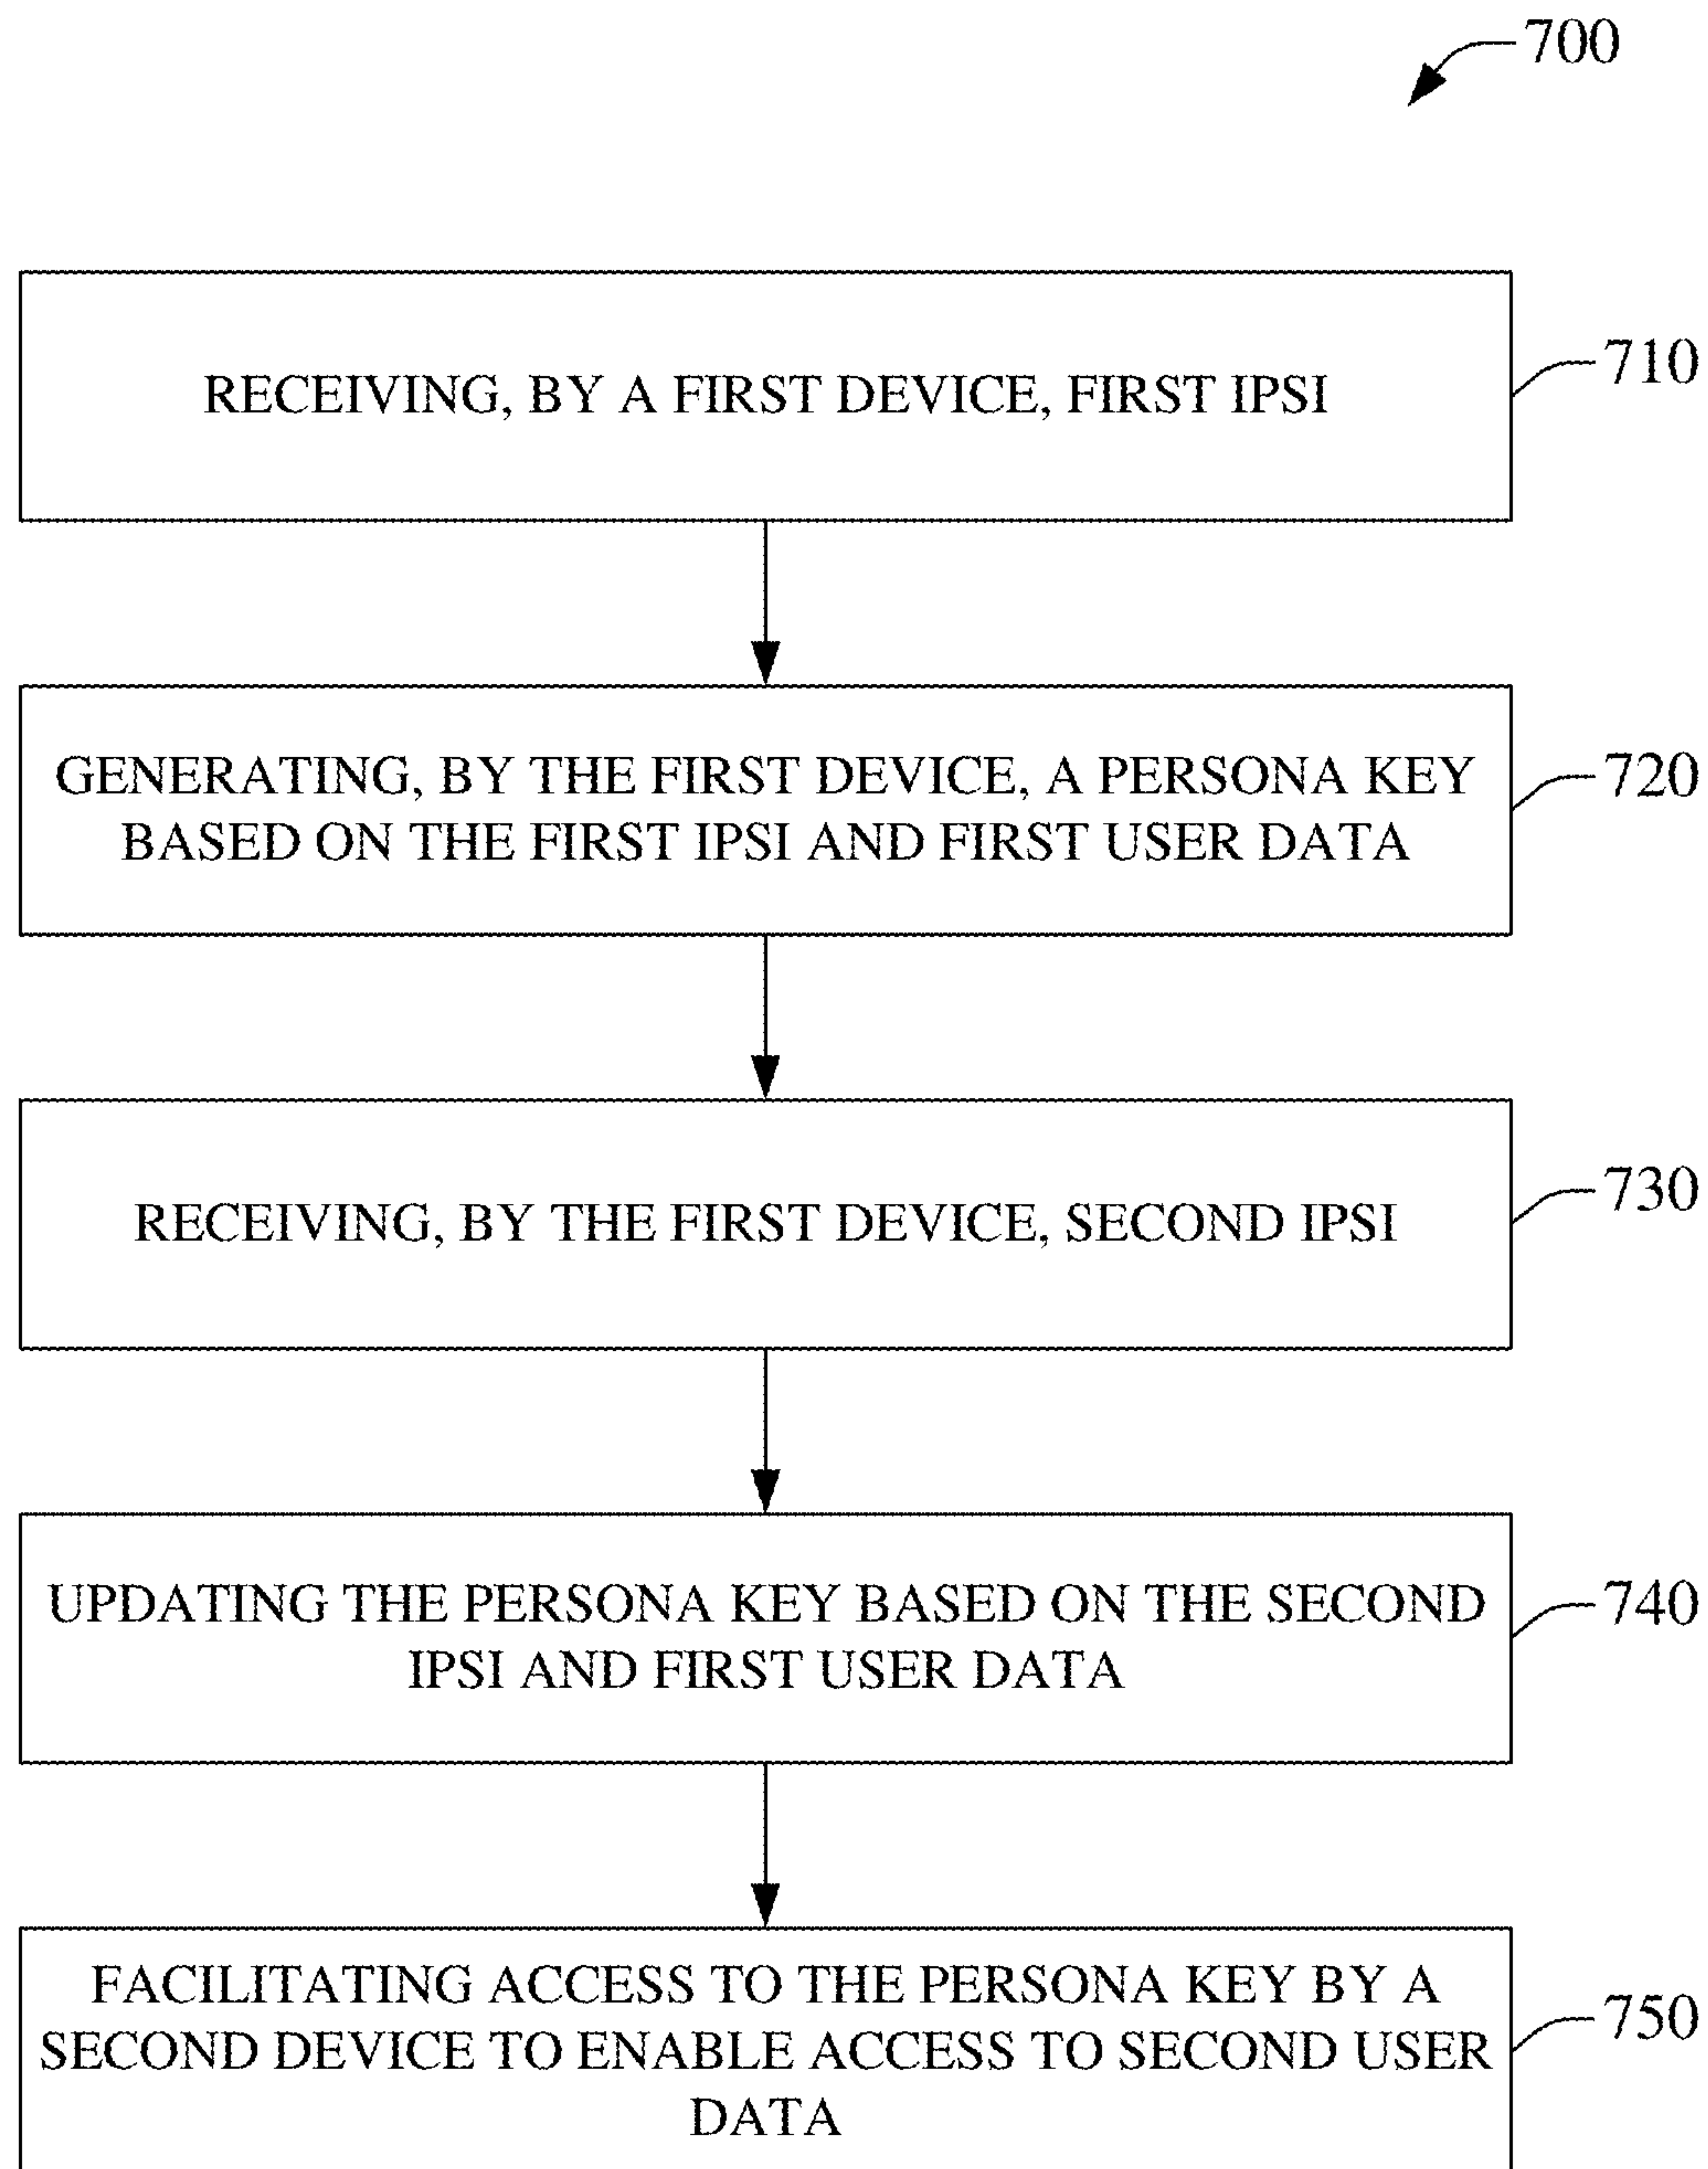 700
RECEIVING, BY A FIRST DEVICE, FIRST IPSI
710
GENERATING, BY THE FIRST DEVICE, A PERSONA KEY
BASED ON THE FIRST IPSI AND FIRST USER DATA
720
RECEIVING, BY THE FIRST DEVICE, SECOND IPSI
730
UPDATING THE PERSONA KEY BASED ON THE SECOND
IPSI AND FIRST USER DATA
740
FACILITATING ACCESS TO THE PERSONA KEY BY A
SECOND DEVICE TO ENABLE ACCESS TO SECOND USER
DATA
750